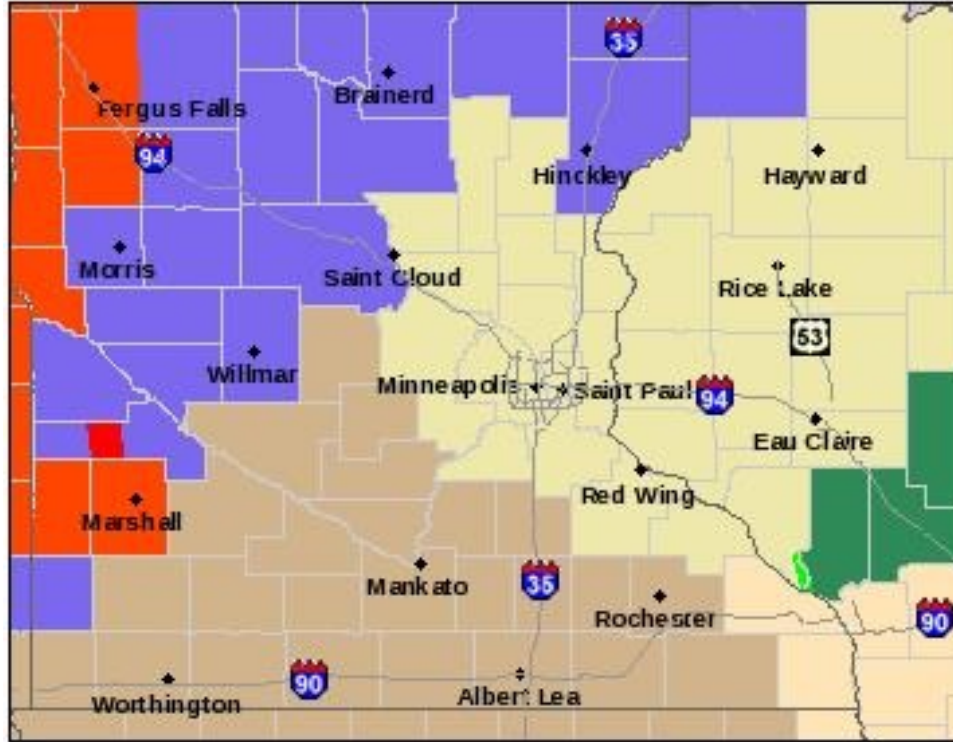 35
Fergus Falls
Brainerd
94
Hinckley
Hayward
Morris
Saint Cloud
Rice Lake
53
Willmar
Minneapolis
Saint Paul
94
Eau Claire
Red Wing
Marshall
Mankato
35
Rochester
90
Worthington
90
Albert Lea